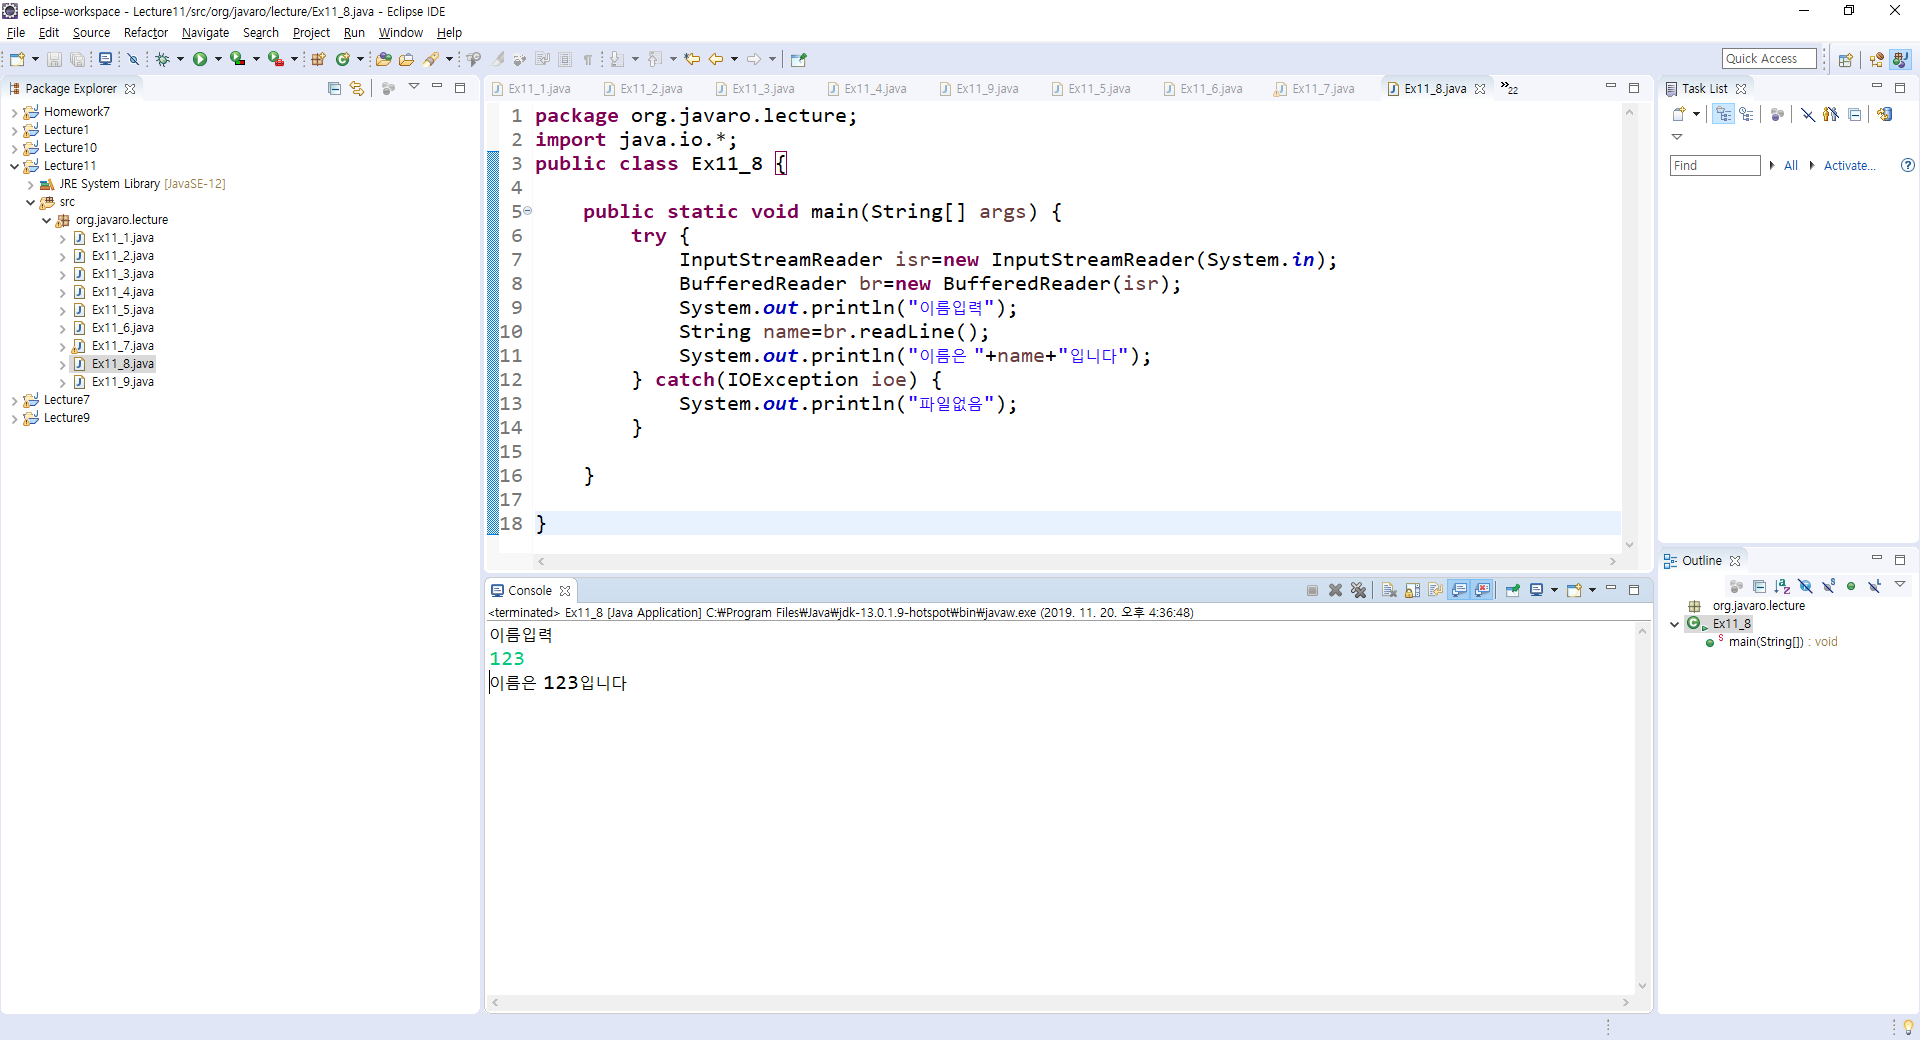 eclipse-workspace - Lecture11/src/org/javaro/lecture/Ex11_8.java - Eclipse IDE
File Edit Source Refactor Navigate Search Project Run Window Help
Quick Access
Package Explorer
Homework7
Lecture1
Lecture10
Lecture11
JRE System Library [JavaSE-12]
src
org.javaro.lecture
Ex11_1.java
Ex11_2.java
Ex11_3.java
Ex11_4.java
Ex11_5.java
Ex11_6.java
Ex11_7.java
Ex11_8.java
Ex11_9.java
Lecture7
Lecture9
Ex11_1.java Ex11_2.java Ex11_3.java Ex11_4.java Ex11_9.java Ex11_5.java Ex11_6.java Ex11_7.java Ex11_8.java »22
1 package org.javaro.lecture;
2 import java.io.*;
3 public class Ex11_8 {
4
5     public static void main(String[] args) {
6         try {
7             InputStreamReader isr=new InputStreamReader(System.in);
8             BufferedReader br=new BufferedReader(isr);
9             System.out.println("이름입력");
10             String name=br.readLine();
11             System.out.println("이름은 "+name+"입니다");
12         } catch(IOException ioe) {
13             System.out.println("파일없음");
14         }
15
16     }
17
18 }
Console
<terminated> Ex11_8 [Java Application] C:₩Program Files₩Java₩jdk-13.0.1.9-hotspot₩bin₩javaw.exe (2019. 11. 20. 오후 4:36:48)
이름입력
123
이름은 123입니다
Task List
Find All Activate...
Outline
org.javaro.lecture
Ex11_8
main(String[]) : void